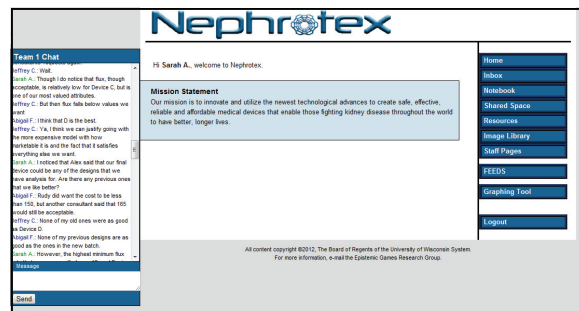 Nephrotex
Team 1 Chat
Jeffrey C.: Wait.
Sarah A.: Though I do notice that flux, though
acceptable, is relatively low for Device C, but is
one of our most valued attributes.
Jeffrey C.: But then flux falls below values we
want
Abigail F.: I think that D is the best.
Jeffrey C.: Ya, I think we can justify going with
the more expensive model with how
marketable it is and the fact that it satisfies
everything else we want.
Sarah A.: I noticed that Alex said that our final
device could be any of the designs that we
have analysis for. Are there any previous ones
that we like better?
Abigail F.: Rudy did want the cost to be less
than 150, but another consultant said that 165
would still be acceptable.
Jeffrey C.: None of my old ones were as good
as Device D.
Abigail F.: None of my previous designs are as
good as the ones in the new batch.
Sarah A.: However, the highest minimum flux
Message
Send
Hi Sarah A., welcome to Nephrotex.
Mission Statement
Our mission is to innovate and utilize the newest technological advances to create safe, effective,
reliable and affordable medical devices that enable those fighting kidney disease throughout the world
to have better, longer lives.
Home
Inbox
Notebook
Shared Space
Resources
Image Library
Staff Pages
FEEDS
Graphing Tool
Logout
All content copyright ©2012, The Board of Regents of the University of Wisconsin System.
For more information, e-mail the Epistemic Games Research Group.